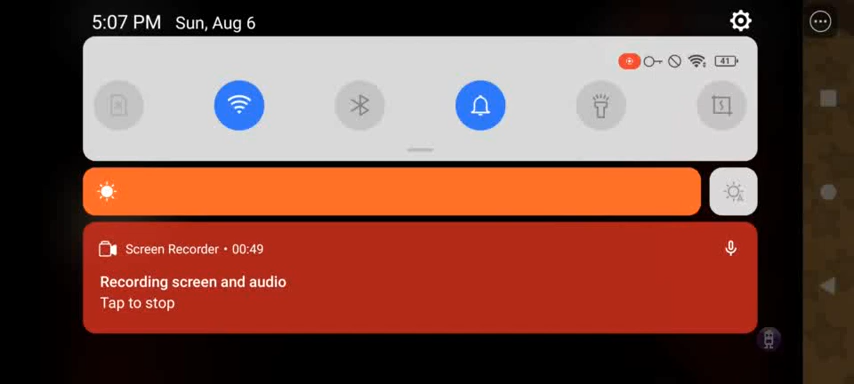 5:07 PM Sun, Aug 6
41
Screen Recorder • 00:49
Recording screen and audio
Tap to stop